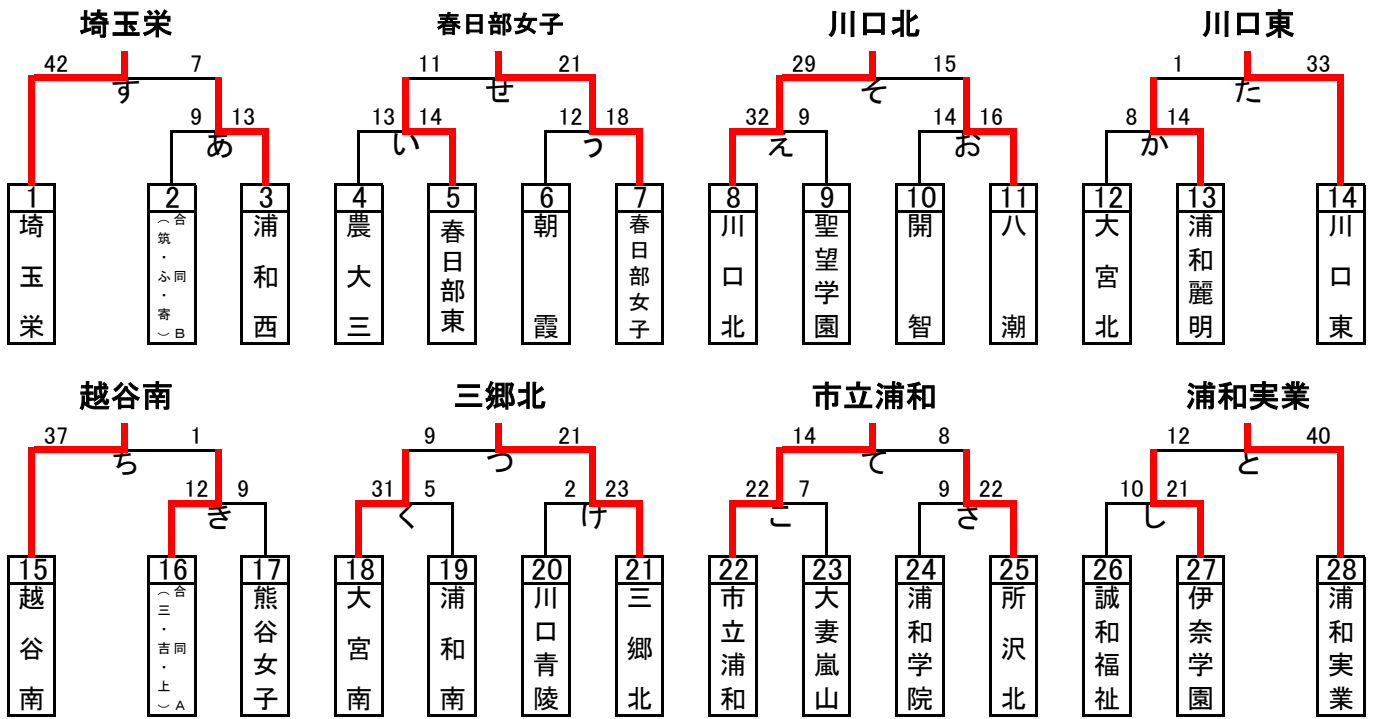 埼玉栄 春日部女子 川口北 川口東
42 7 11 21 29 15 1 33
す せ そ た
9 13 13 14 12 18 32 9 14 16 8 14
あ い う え お か
1 2 3 4 5 6 7 8 9 10 11 12 13 14
埼玉栄
合同B
（筑・ふ・寄）
浦和西
農大三
春日部東
朝霞
春日部女子
川口北
聖望学園
開智
八潮
大宮北
浦和麗明
川口東
越谷南 三郷北 市立浦和 浦和実業
37 1 9 21 14 8 12 40
ち つ て と
12 9 31 5 2 23 22 7 9 22 10 21
き く け こ さ し
15 16 17 18 19 20 21 22 23 24 25 26 27 28
越谷南
合同A
（三・吉・上）
熊谷女子
大宮南
浦和南
川口青陵
三郷北
市立浦和
大妻嵐山
浦和学院
所沢北
誠和福祉
伊奈学園
浦和実業